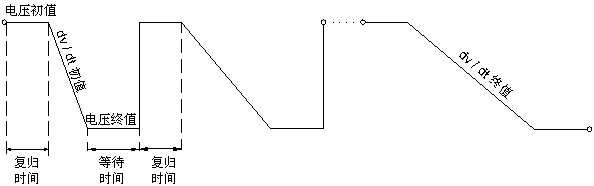 电压初值
dv / dt 初值
电压终值
dv / dt 终值
复归
时间
等待
时间
复归
时间